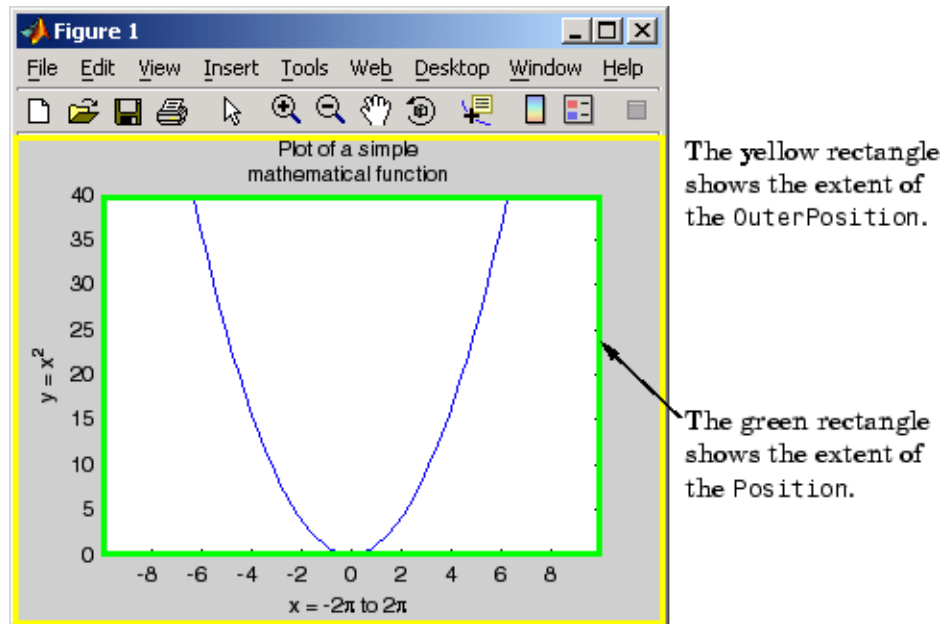 Figure 1
File Edit View Insert Tools Web Desktop Window Help
Plot of a simple
mathematical function
The yellow rectangle
shows the extent of
the OuterPosition.
40
35
30
25
20
15
10
5
0
y = x²
-8 -6 -4 -2 0 2 4 6 8
x = -2π to 2π
The green rectangle
shows the extent of
the Position.